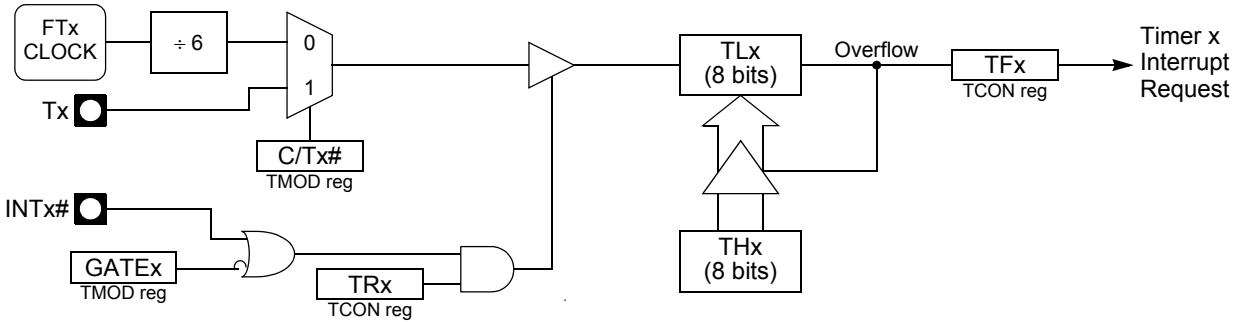 FTx
CLOCK
÷ 6
0
1
Tx
C/Tx#
TMOD reg
TLx
(8 bits)
Overflow
TFx
TCON reg
Timer x
Interrupt
Request
INTx#
GATEx
TMOD reg
TRx
TCON reg
THx
(8 bits)